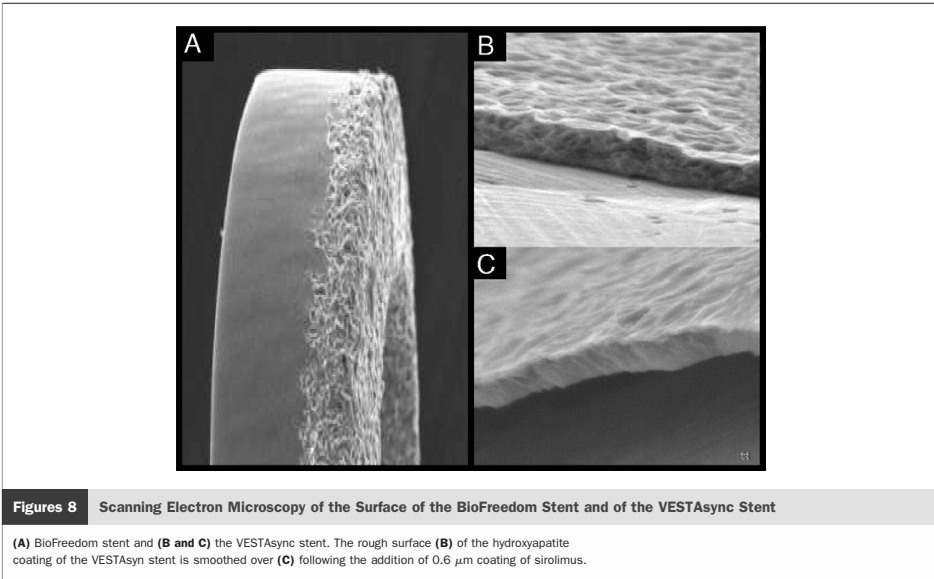 A
B
C
Figures 8 Scanning Electron Microscopy of the Surface of the BioFreedom Stent and of the VESTAsync Stent
(A) BioFreedom stent and (B and C) the VESTAsync stent. The rough surface (B) of the hydroxyapatite
coating of the VESTAsyn stent is smoothed over (C) following the addition of 0.6 μm coating of sirolimus.